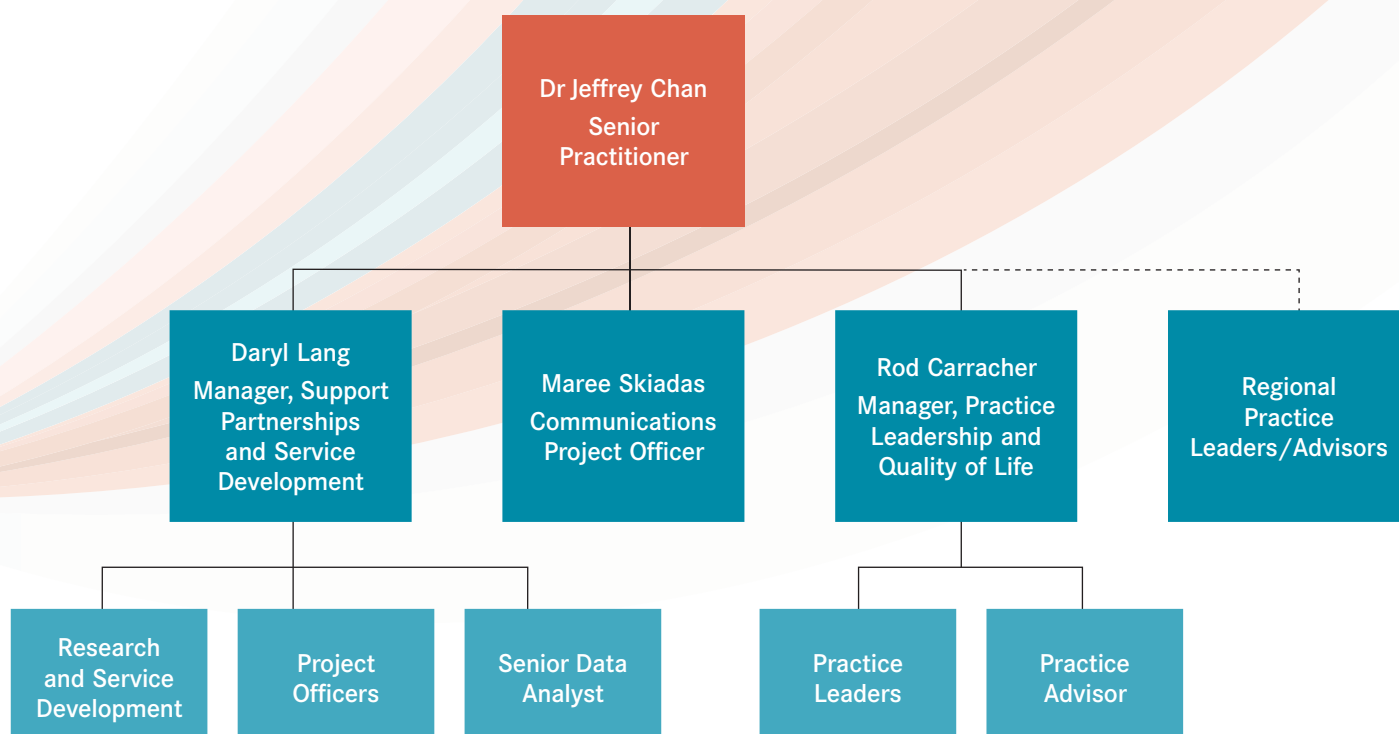 Dr Jeffrey Chan
Senior
Practitioner
Daryl Lang
Manager, Support
Partnerships
and Service
Development
Maree Skiadas
Communications
Project Officer
Rod Carracher
Manager, Practice
Leadership and
Quality of Life
Regional
Practice
Leaders/Advisors
Research
and Service
Development
Project
Officers
Senior Data
Analyst
Practice
Leaders
Practice
Advisor